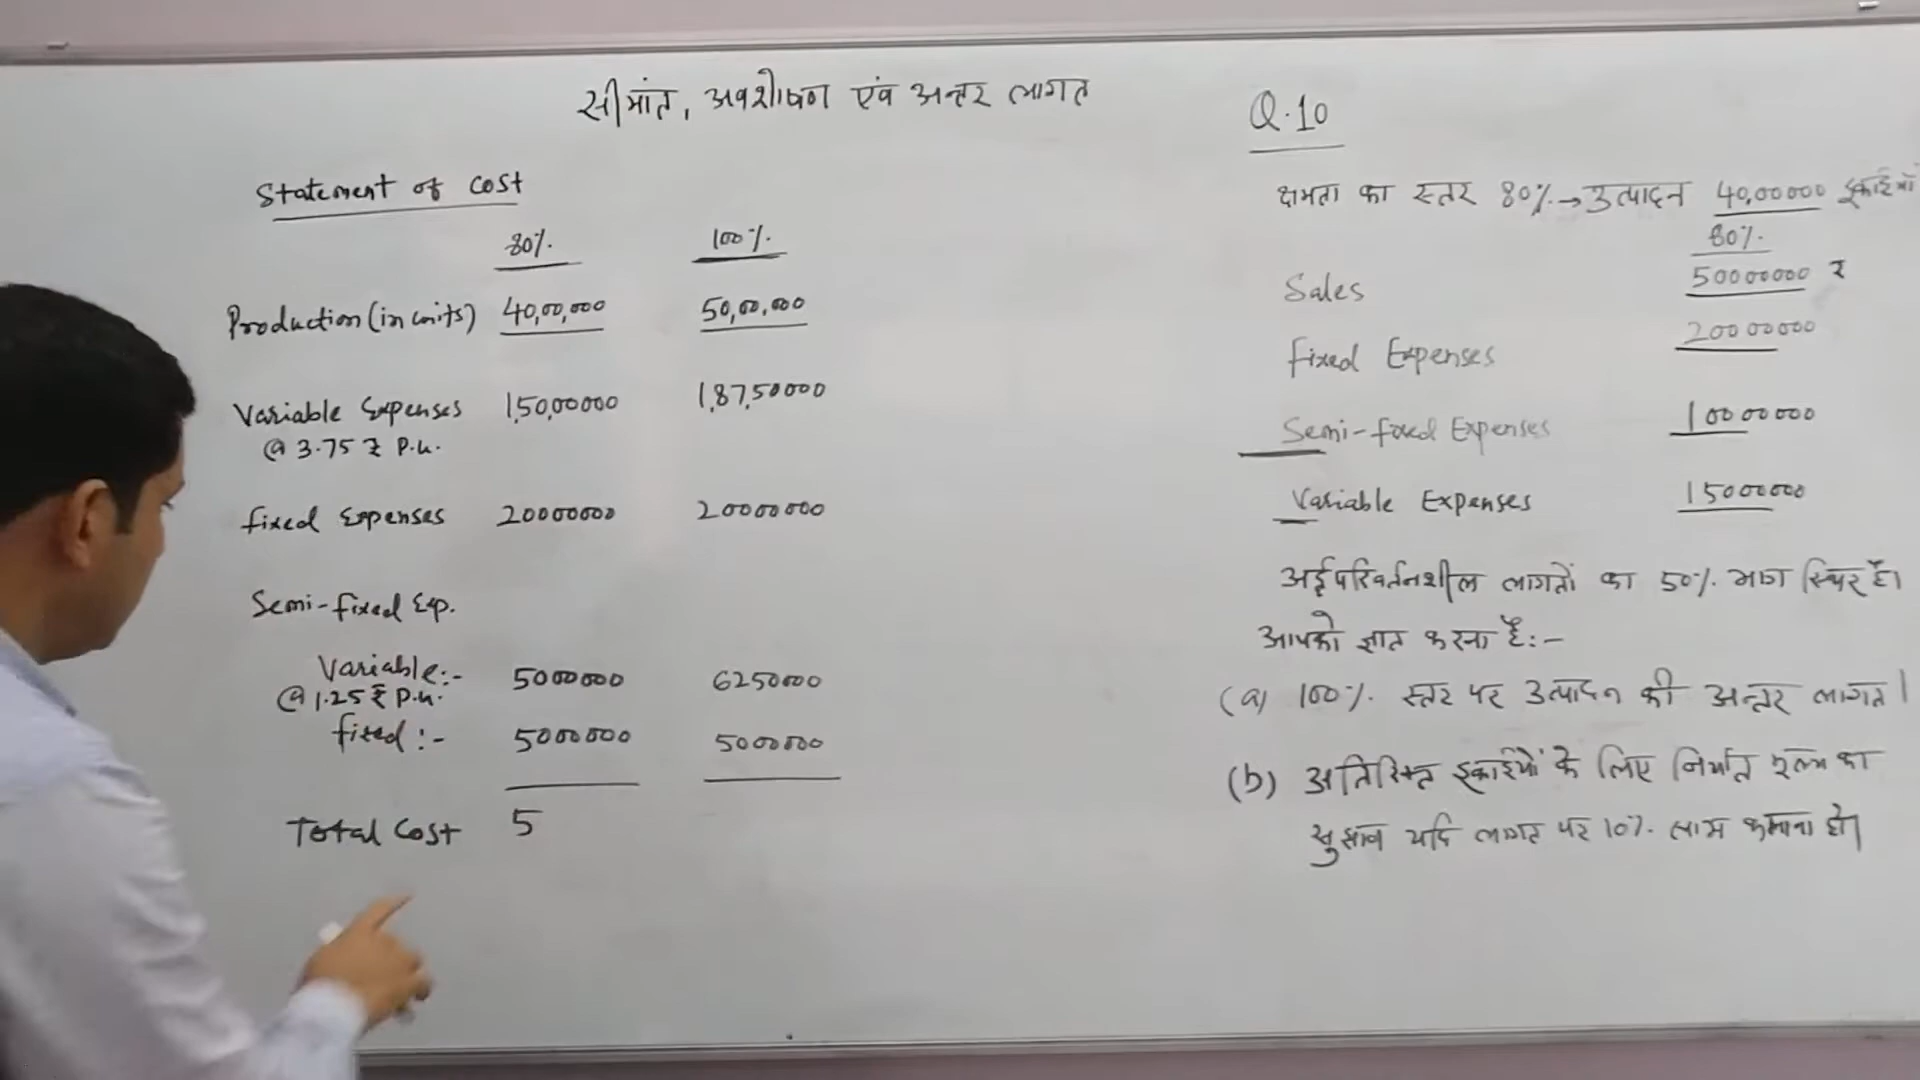 सीमांत, अवशोषण एवं अन्तर लागत
Statement of cost
80% 100%
Production (in units) 40,00,000 50,00,000
Variable Expenses 1,50,00000 1,87,50000
@ 3.75 ₹ P.u.
fixed Expenses 20000000 20000000
Semi-fixed Exp.
Variable:- 5000000 6250000
@ 1.25 ₹ P.u.
fixed :- 5000000 5000000
Total Cost 5
Q.10
क्षमता का स्तर 80% → उत्पादन 40,00000 इकाईयाँ
80%
Sales 50000000 ₹
fixed Expenses 20000000
Semi-fixed Expenses 10000000
Variable Expenses 15000000
अर्द्धपरिवर्तनशील लागतों का 50% भाग स्थिर है।
आपको ज्ञात करना है:-
(a) 100% स्तर पर उत्पादन की अन्तर लागत।
(b) अतिरिक्त इकाईयों के लिए निर्यात मूल्य का
सुझाव यदि लागत पर 10% लाभ कमाना हो।